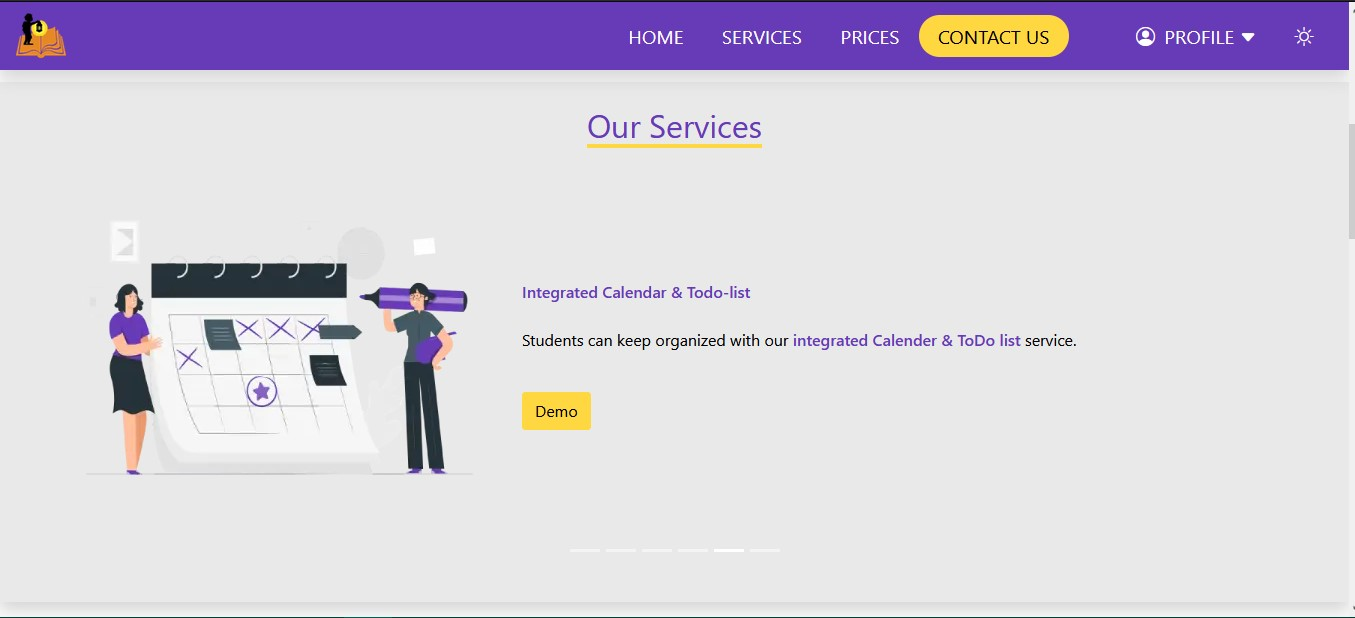 HOME SERVICES PRICES CONTACT US PROFILE
Our Services
Integrated Calendar & Todo-list
Students can keep organized with our integrated Calender & ToDo list service.
Demo